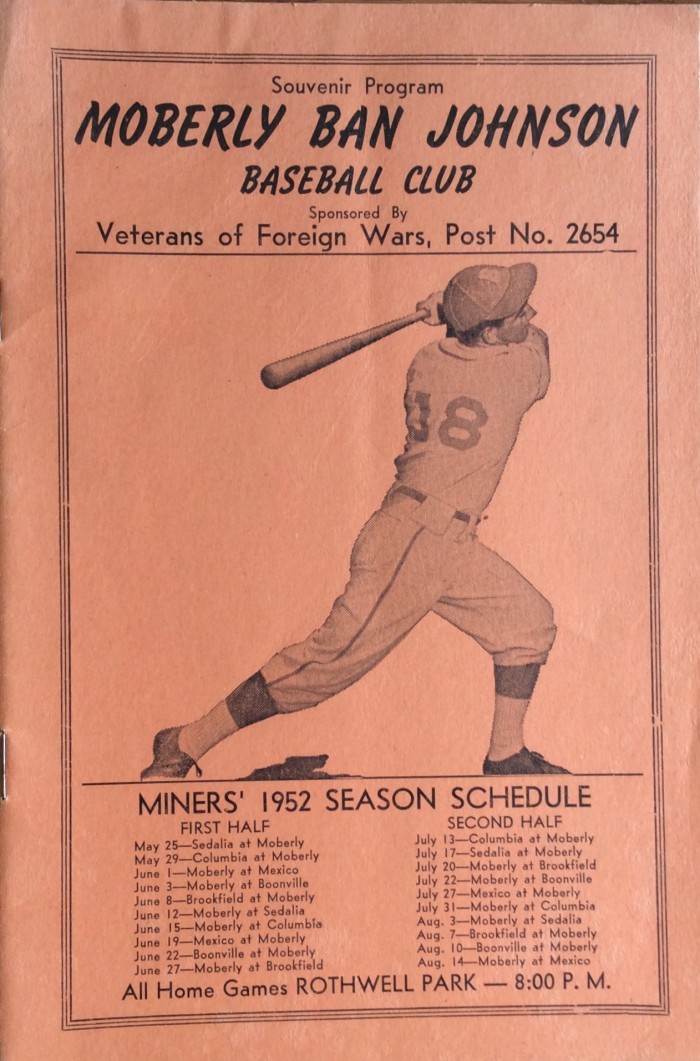 Souvenir Program
MOBERLY BAN JOHNSON
BASEBALL CLUB
Sponsored By
Veterans of Foreign Wars, Post No. 2654
18
MINERS' 1952 SEASON SCHEDULE
FIRST HALF
May 25—Sedalia at Moberly
May 29—Columbia at Moberly
June 1—Moberly at Mexico
June 3—Moberly at Boonville
June 8—Brookfield at Moberly
June 12—Moberly at Sedalia
June 15—Moberly at Columbia
June 19—Mexico at Moberly
June 22—Boonville at Moberly
June 27—Moberly at Brookfield
SECOND HALF
July 13—Columbia at Moberly
July 17—Sedalia at Moberly
July 20—Moberly at Brookfield
July 22—Moberly at Boonville
July 27—Mexico at Moberly
July 31—Moberly at Columbia
Aug. 3—Moberly at Sedalia
Aug. 7—Brookfield at Moberly
Aug. 10—Boonville at Moberly
Aug. 14—Moberly at Mexico
All Home Games ROTHWELL PARK — 8:00 P. M.